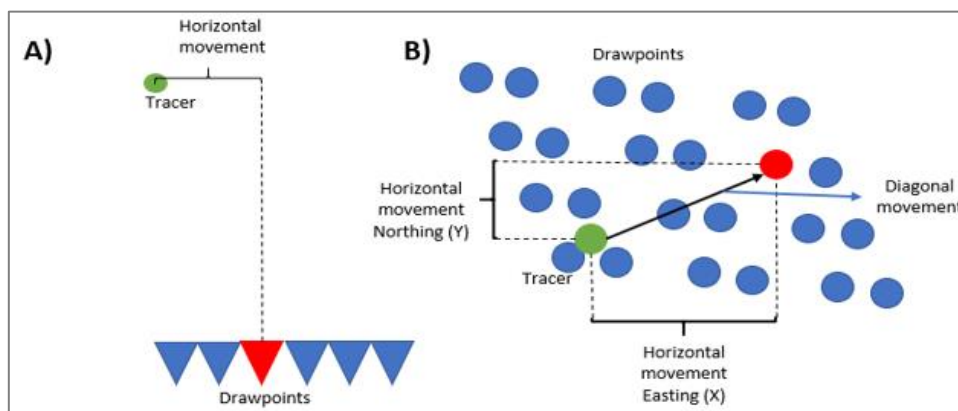 A)
Horizontal
movement
Tracer
Drawpoints
B)
Drawpoints
Horizontal
movement
Northing (Y)
Diagonal
movement
Tracer
Horizontal
movement
Easting (X)